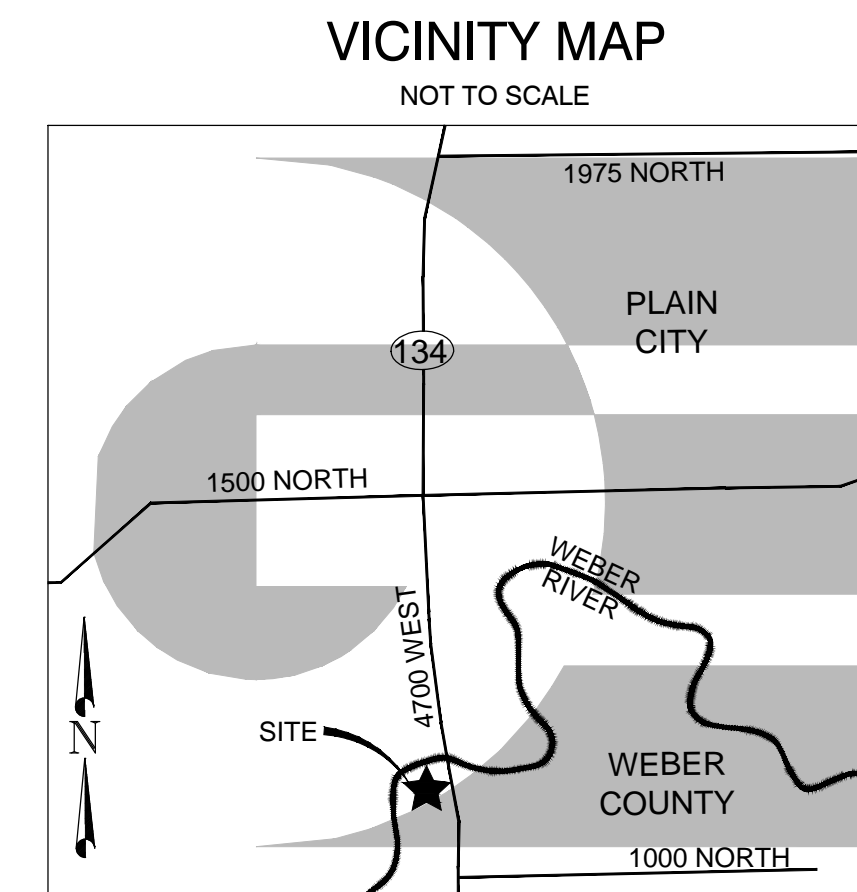 VICINITY MAP
NOT TO SCALE
1975 NORTH
PLAIN
CITY
134
1500 NORTH
WEBER
RIVER
4700 WEST
SITE
N
WEBER
COUNTY
1000 NORTH